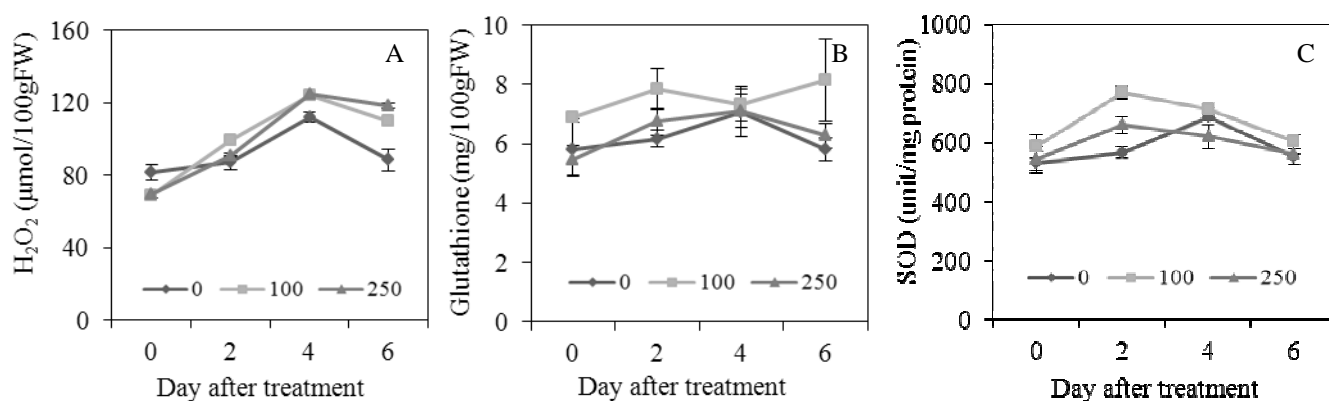 160
120
80
40
0
H₂O₂ (µmol/100gFW)
A
0 100 250
0 2 4 6
Day after treatment
10
8
6
4
2
0
Glutathione (mg/100gFW)
B
0 100 250
0 2 4 6
Day after treatment
1000
800
600
400
200
0
SOD (unit/mg protein)
C
0 100 250
0 2 4 6
Day after treatment